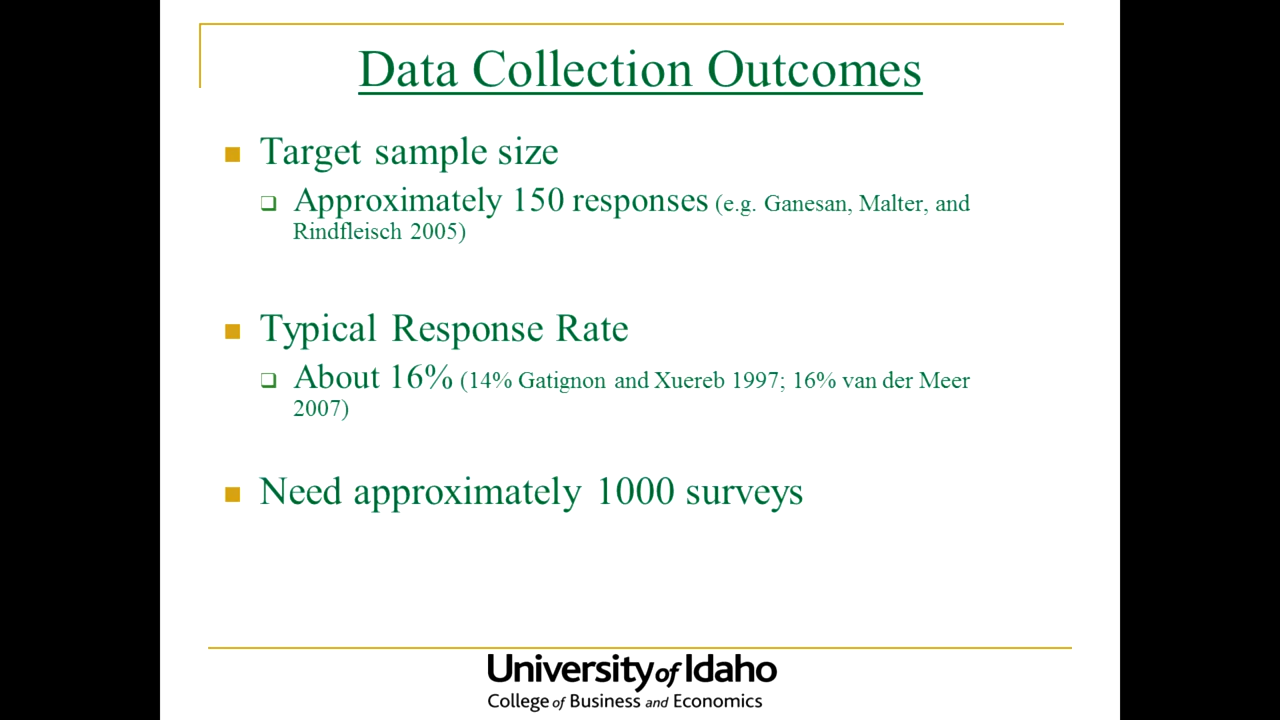 Data Collection Outcomes
Target sample size
Approximately 150 responses (e.g. Ganesan, Malter, and
Rindfleisch 2005)
Typical Response Rate
About 16% (14% Gatignon and Xuereb 1997; 16% van der Meer
2007)
Need approximately 1000 surveys
University of Idaho
College of Business and Economics